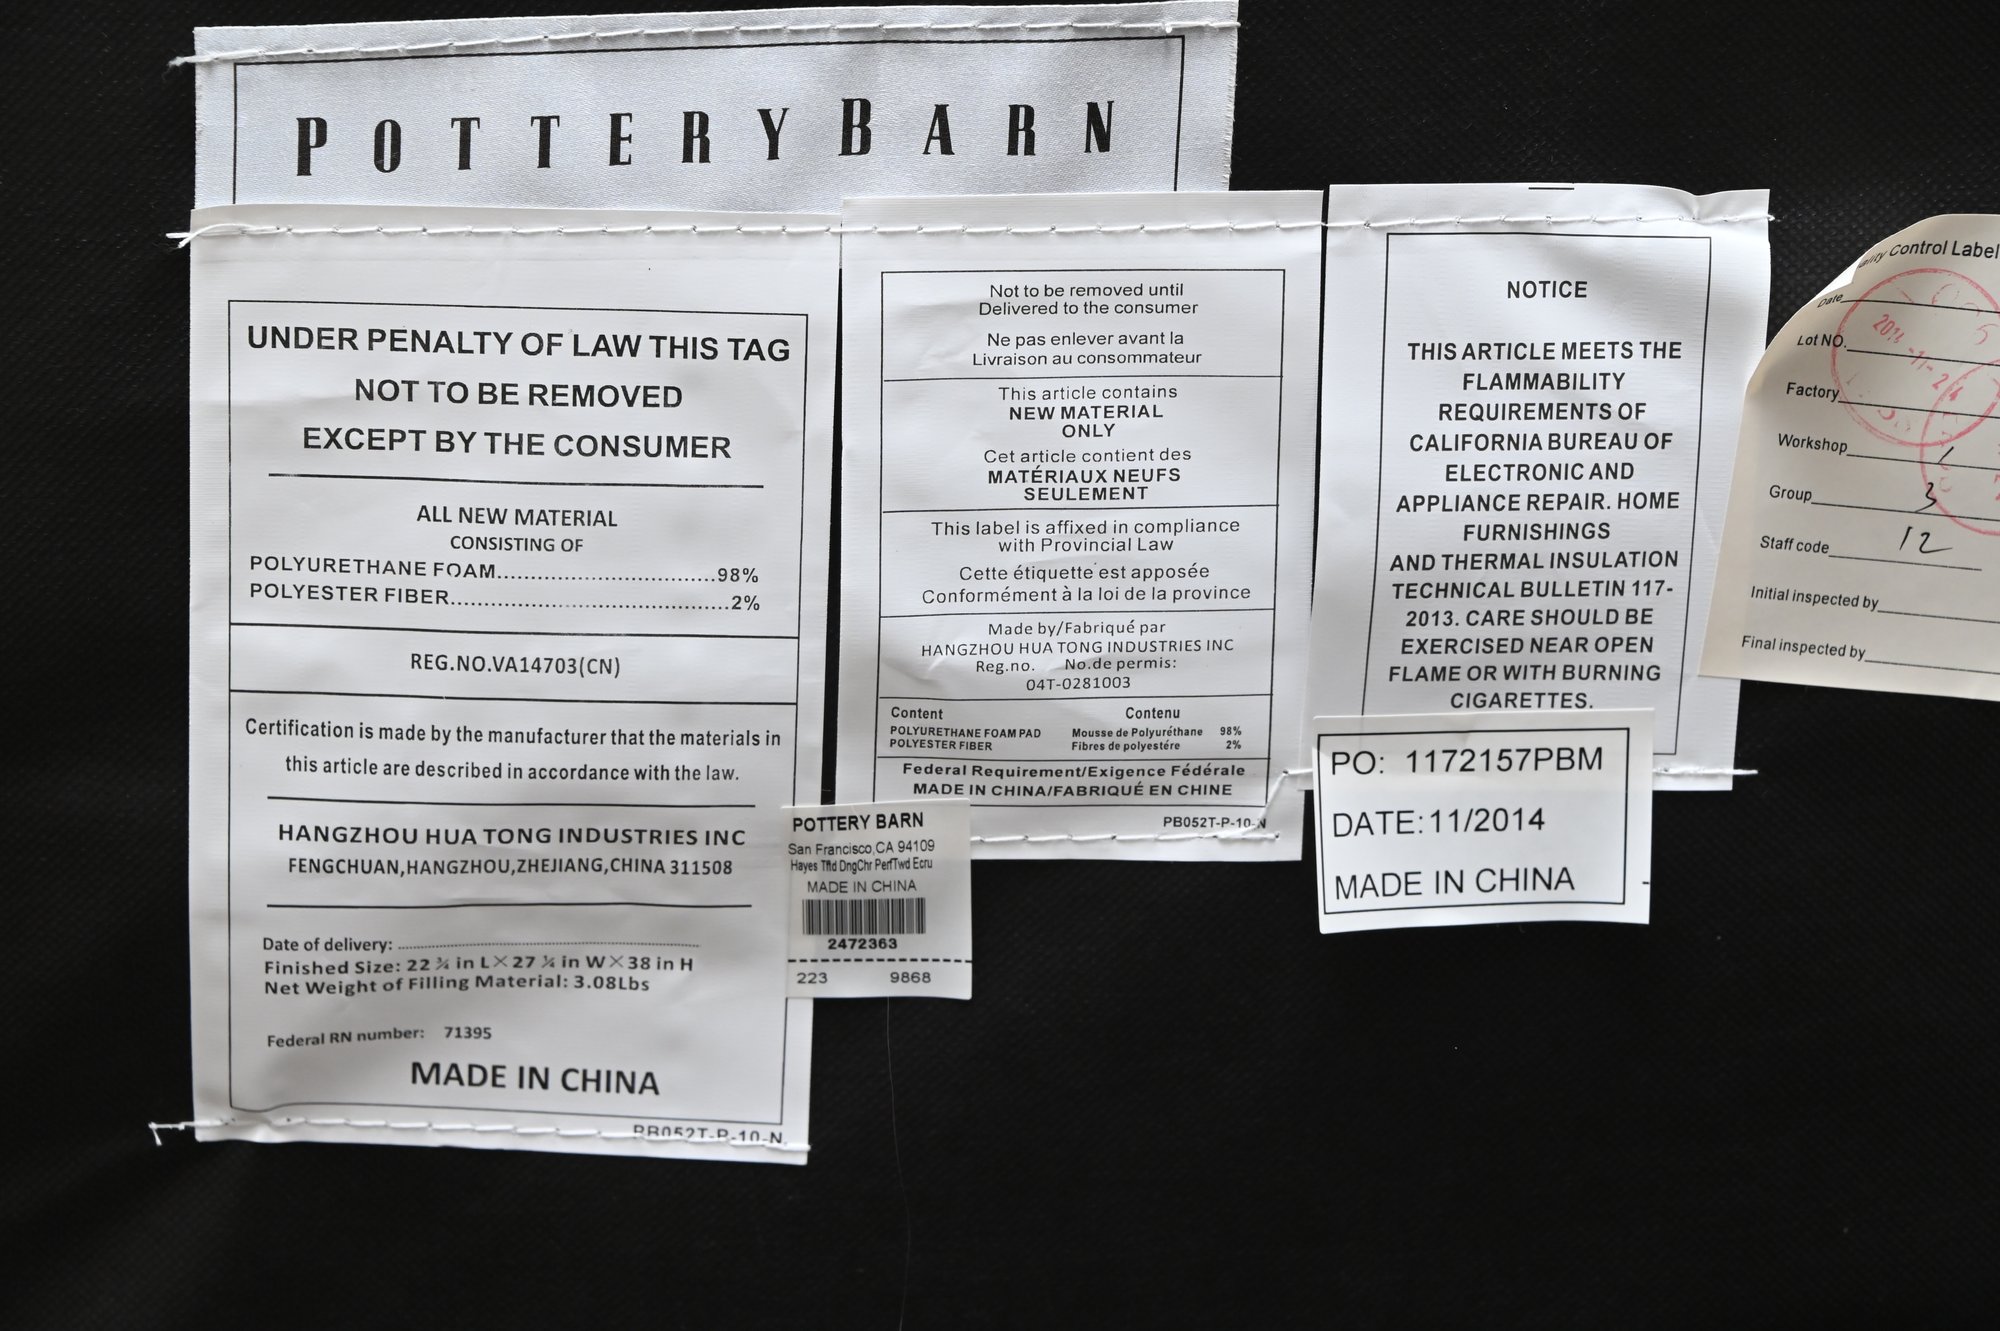 POTTERYBARN
UNDER PENALTY OF LAW THIS TAG
NOT TO BE REMOVED
EXCEPT BY THE CONSUMER
ALL NEW MATERIAL
CONSISTING OF
POLYURETHANE FOAM................................98%
POLYESTER FIBER.........................................2%
REG.NO.VA14703(CN)
Certification is made by the manufacturer that the materials in
this article are described in accordance with the law.
HANGZHOU HUA TONG INDUSTRIES INC
FENGCHUAN,HANGZHOU,ZHEJIANG,CHINA 311508
Date of delivery:
Finished Size: 22 ¾ in L×27 ¼ in W×38 in H
Net Weight of Filling Material: 3.08Lbs
Federal RN number: 71395
MADE IN CHINA
PB052T-P-10-N
Not to be removed until
Delivered to the consumer
Ne pas enlever avant la
Livraison au consommateur
This article contains
NEW MATERIAL
ONLY
Cet article contient des
MATÉRIAUX NEUFS
SEULEMENT
This label is affixed in compliance
with Provincial Law
Cette étiquette est apposée
Conformément à la loi de la province
Made by/Fabriqué par
HANGZHOU HUA TONG INDUSTRIES INC
Reg.no. No.de permis:
04T-0281003
Content Contenu
POLYURETHANE FOAM PAD Mousse de Polyuréthane 98%
POLYESTER FIBER Fibres de polyestére 2%
Federal Requirement/Exigence Fédérale
MADE IN CHINA/FABRIQUÉ EN CHINE
PB052T-P-10-N
POTTERY BARN
San Francisco,CA 94109
Hayes Tftd DngChr PerfTwd Ecru
MADE IN CHINA
2472363
223 9868
NOTICE
THIS ARTICLE MEETS THE
FLAMMABILITY
REQUIREMENTS OF
CALIFORNIA BUREAU OF
ELECTRONIC AND
APPLIANCE REPAIR. HOME
FURNISHINGS
AND THERMAL INSULATION
TECHNICAL BULLETIN 117-
2013. CARE SHOULD BE
EXERCISED NEAR OPEN
FLAME OR WITH BURNING
CIGARETTES.
PO: 1172157PBM
DATE:11/2014
MADE IN CHINA
Control Label
Date
Lot NO.
Factory
Workshop 1
Group 3
Staff code 12
Initial inspected by
Final inspected by
2014-11-24